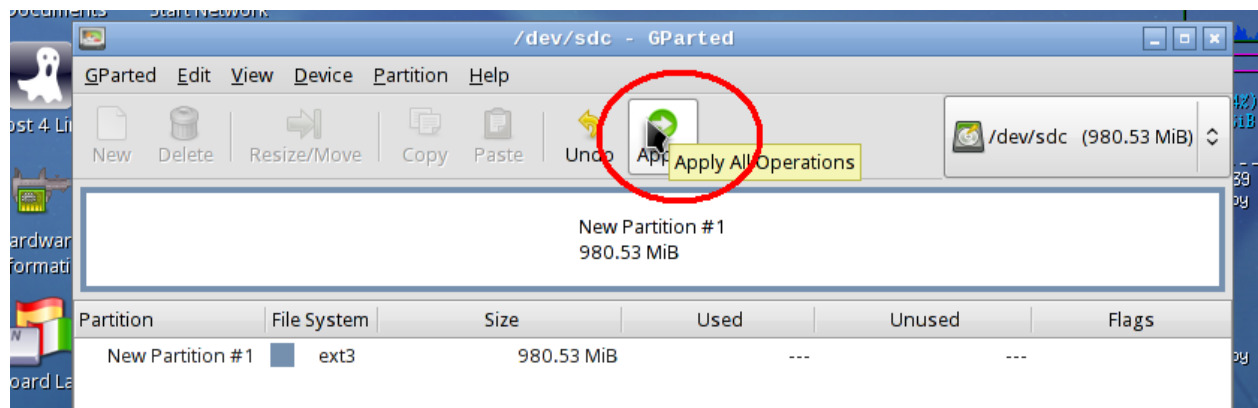 Start Network
/dev/sdc - GParted
GParted Edit View Device Partition Help
New Delete Resize/Move Copy Paste Undo
Apply All Operations
/dev/sdc (980.53 MiB)
New Partition #1
980.53 MiB
Partition File System Size Used Unused Flags
New Partition #1 ext3 980.53 MiB --- ---